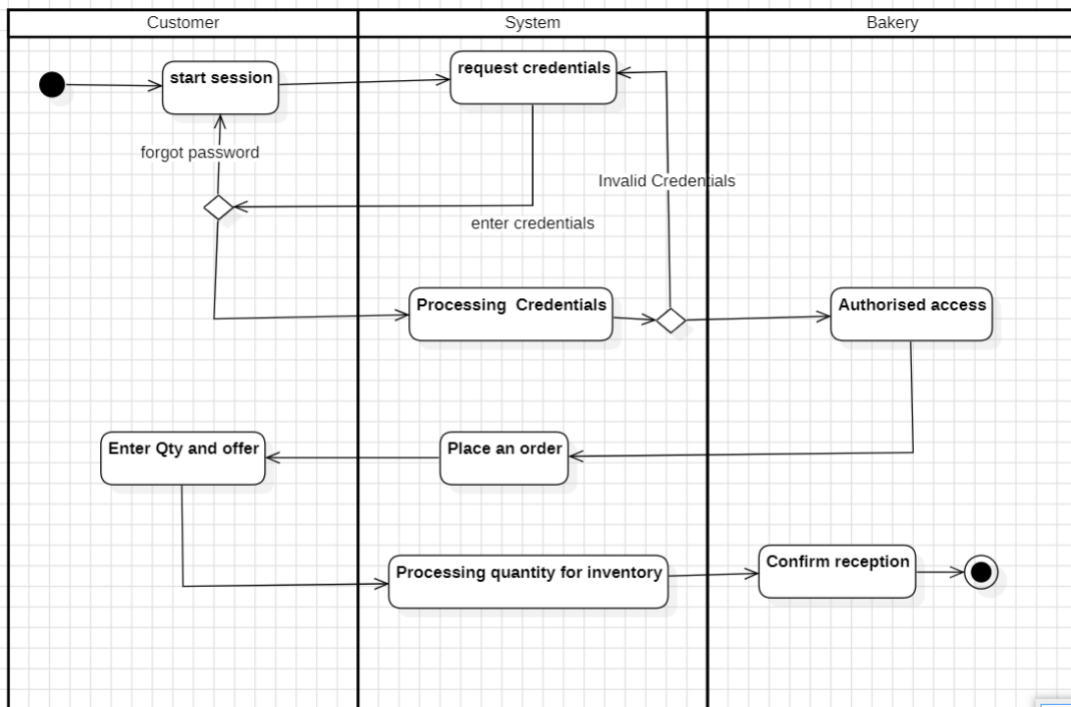 Customer
System
Bakery
start session
request credentials
forgot password
Invalid Credentials
enter credentials
Processing  Credentials
Authorised access
Enter Qty and offer
Place an order
Processing quantity for inventory
Confirm reception